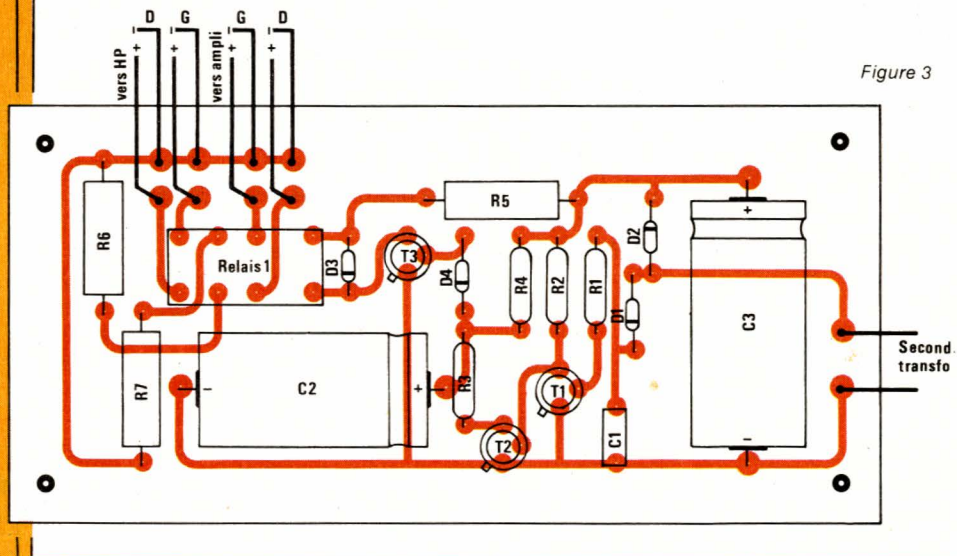 D
G
G
D
- + - + - + - +
vers HP
vers ampli
Figure 3
R6
R5
D2
+
Relais 1
D3
T3
D4
R4
R2
R1
D1
C3
Second.
transfo
R7
-
C2
+
R3
T1
T2
C1
-